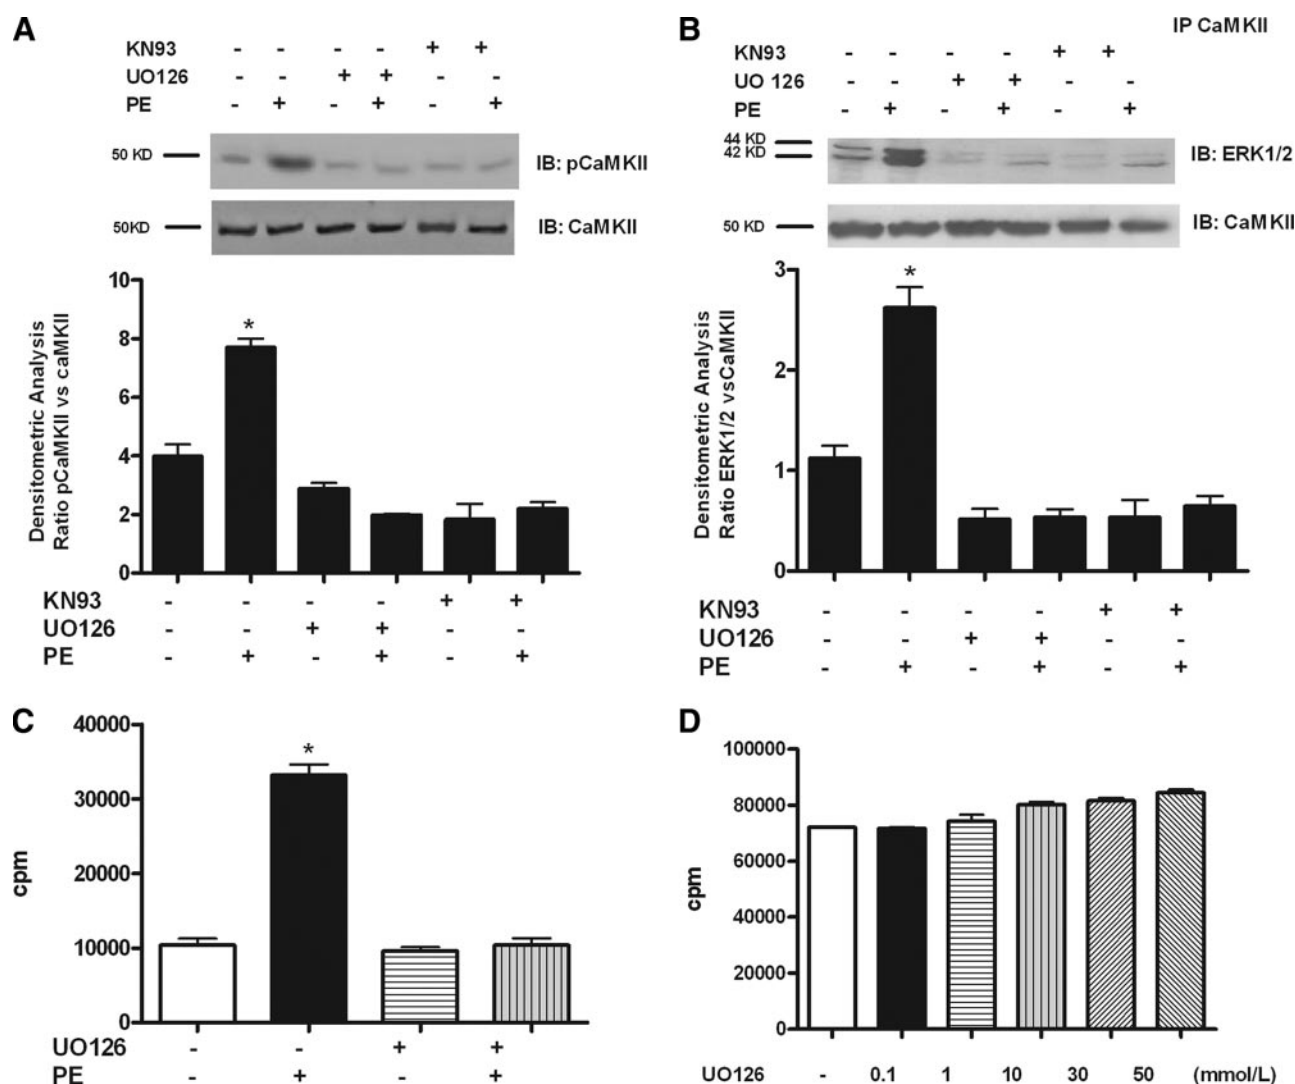 A
KN93 - - - - + +
UO126 - - + + - -
PE - + - + - +
50 KD
IB: pCaMKII
50KD
IB: CaMKII
Densitometric Analysis
Ratio pCaMKII vs caMKII
10
8
6
4
2
0
*
KN93 - - - - + +
UO126 - - + + - -
PE - + - + - +
B
IP CaMKII
KN93 - - - - + +
UO 126 - - + + - -
PE - + - + - +
44 KD
42 KD
IB: ERK1/2
50 KD
IB: CaMKII
Densitometric Analysis
Ratio ERK1/2 vsCaMKII
3
2
1
0
*
KN93 - - - - + +
UO126 - - + + - -
PE - + - + - +
C
cpm
40000
30000
20000
10000
0
*
UO126 - - + +
PE - + - +
D
cpm
100000
80000
60000
40000
20000
0
UO126 - 0.1 1 10 30 50 (mmol/L)